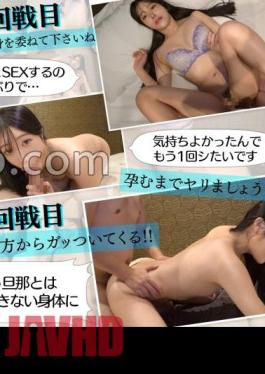 回戦目
身を委ねて下さいね
SEXするの
ぶりで…
気持ちよかったんで
もう1回シたいです
孕むまでヤリましょう
回戦目
方からガッついてくる!!
旦那とは
きない身体に
JAVHD